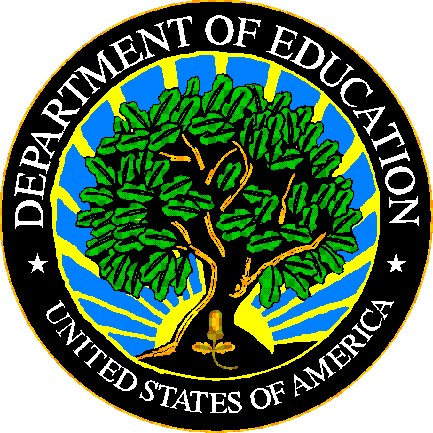 DEPARTMENT OF EDUCATION
UNITED STATES OF AMERICA